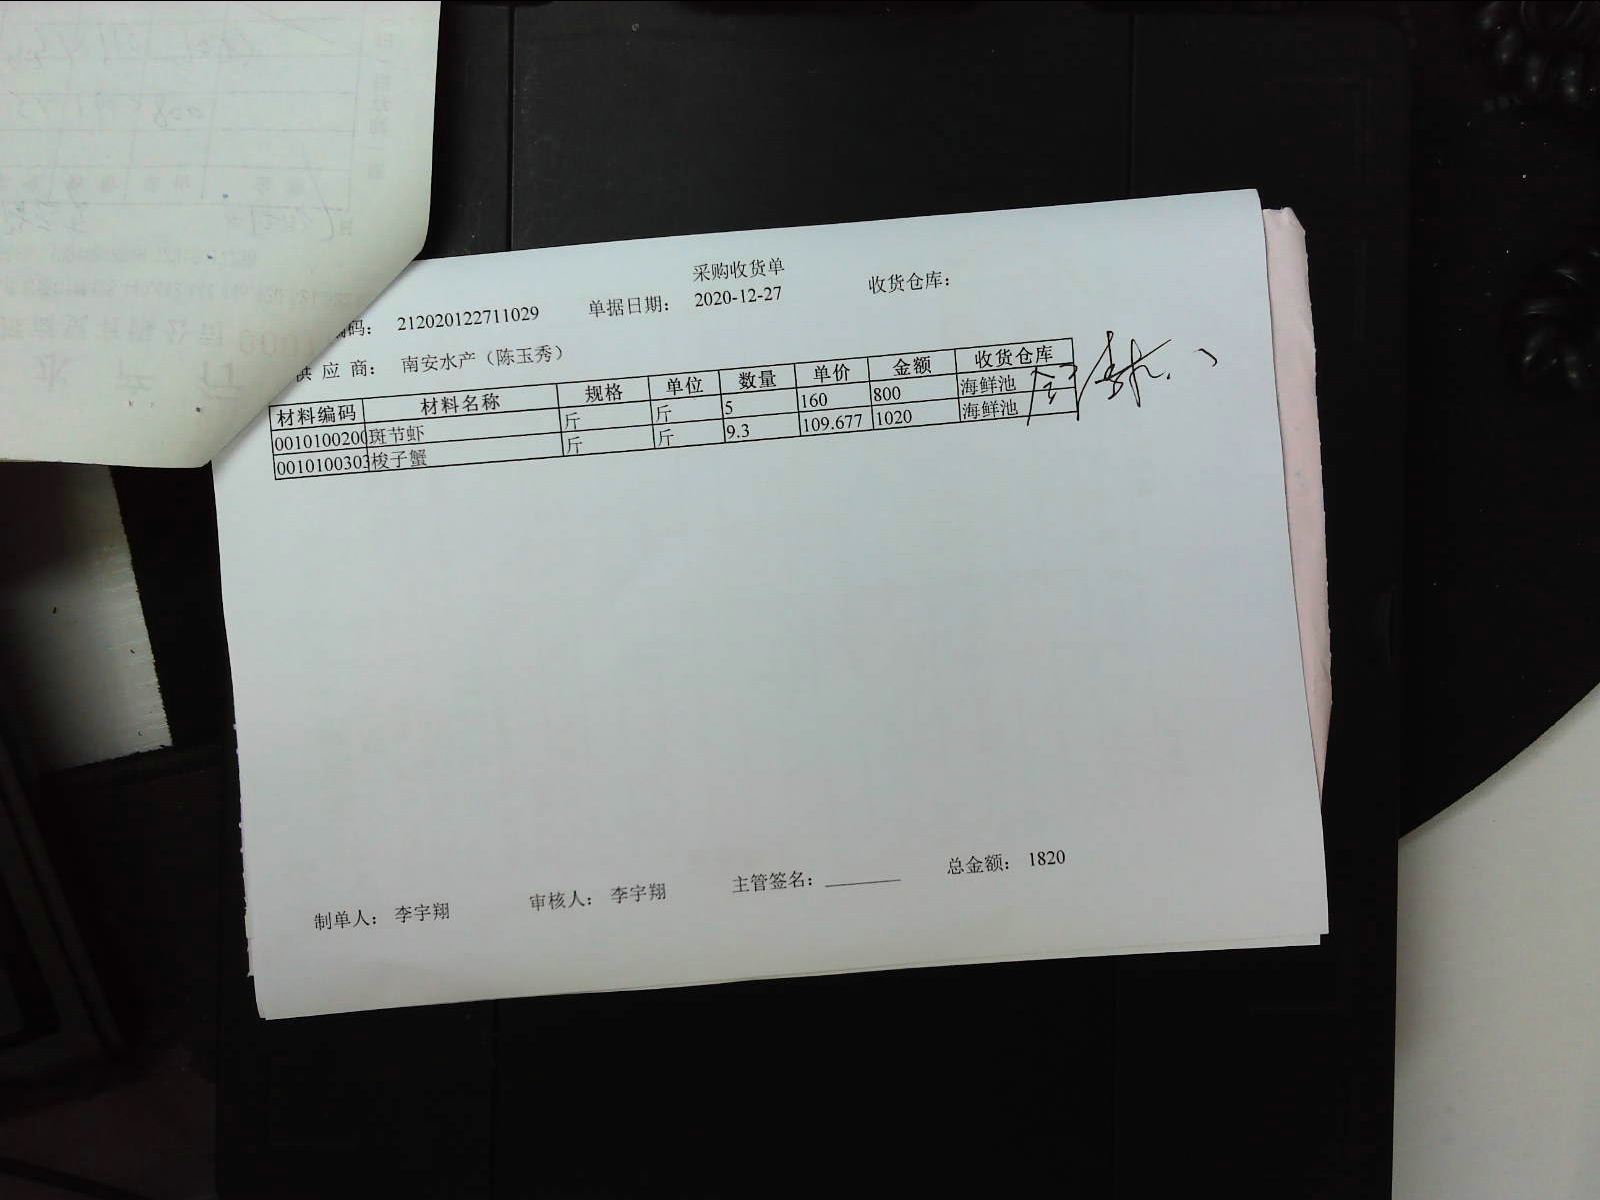 采购收货单
编码： 212020122711029 单据日期： 2020-12-27 收货仓库：
供 应 商： 南安水产（陈玉秀）
材料编码 材料名称 规格 单位 数量 单价 金额 收货仓库
0010100200 斑节虾 斤 斤 5 160 800 海鲜池
0010100303 梭子蟹 斤 斤 9.3 109.677 1020 海鲜池
制单人： 李宇翔 审核人： 李宇翔 主管签名： 总金额： 1820